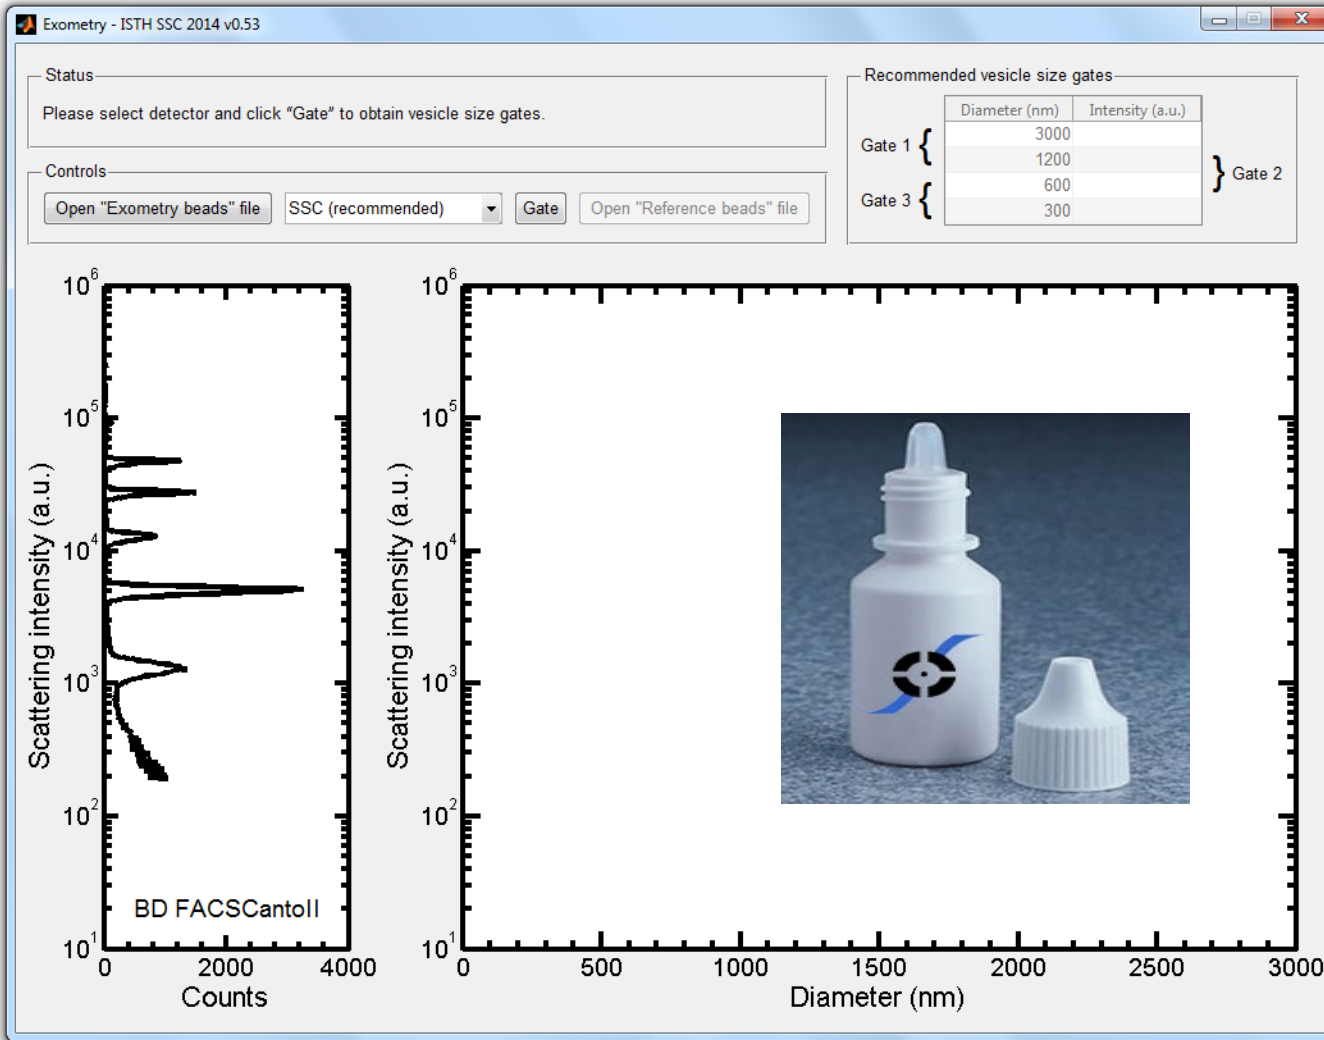 Exometry - ISTH SSC 2014 v0.53
Status
Please select detector and click "Gate" to obtain vesicle size gates.
Controls
Open "Exometry beads" file
SSC (recommended)
Gate
Open "Reference beads" file
Recommended vesicle size gates
Diameter (nm) Intensity (a.u.)
Gate 1
3000
1200
Gate 2
Gate 3
600
300
10^6
10^5
10^4
10^3
10^2
10^1
Scattering intensity (a.u.)
BD FACSCantoII
0 2000 4000
Counts
10^6
10^5
10^4
10^3
10^2
10^1
Scattering intensity (a.u.)
0 500 1000 1500 2000 2500 3000
Diameter (nm)